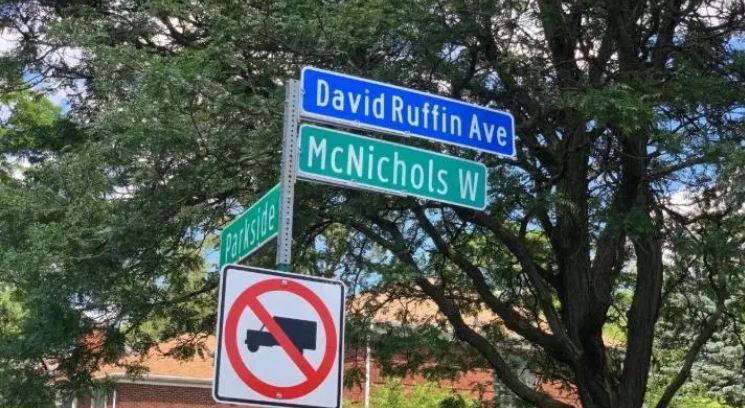 David Ruffin Ave
McNichols W
Parkside